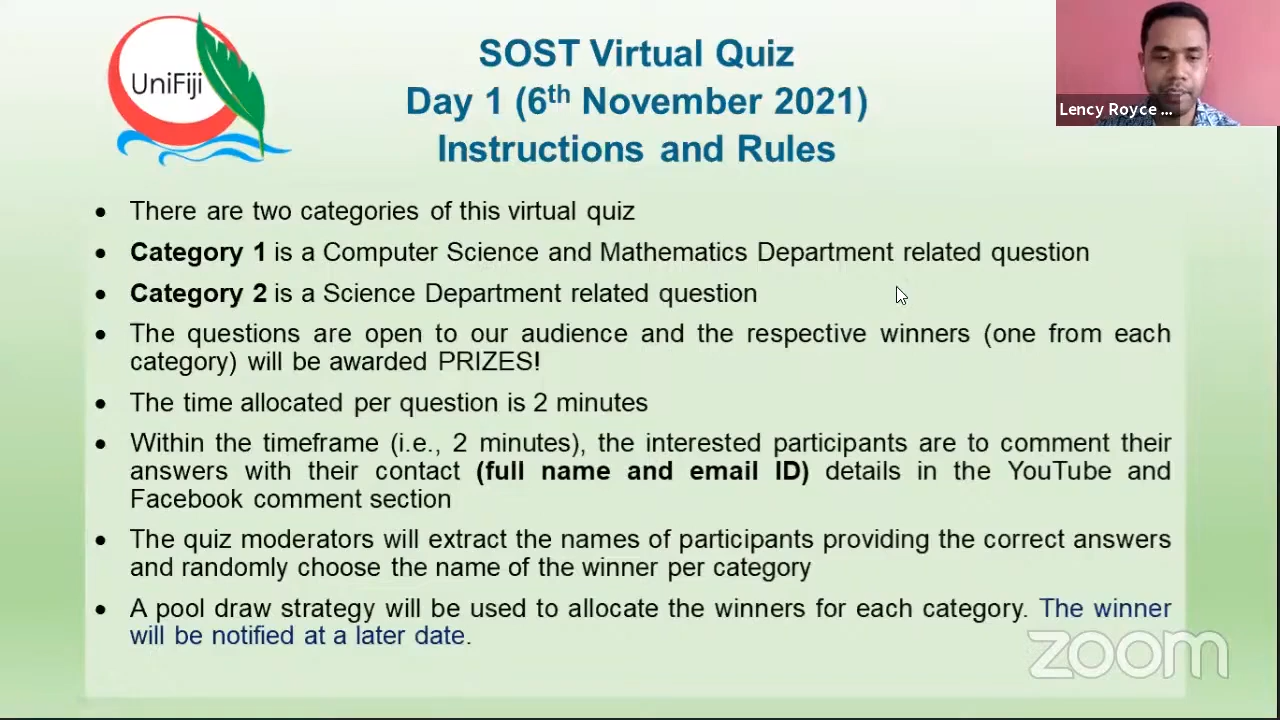 UniFiji
SOST Virtual Quiz
Day 1 (6th November 2021)
Instructions and Rules
Lency Royce ...
• There are two categories of this virtual quiz
• Category 1 is a Computer Science and Mathematics Department related question
• Category 2 is a Science Department related question
• The questions are open to our audience and the respective winners (one from each
category) will be awarded PRIZES!
• The time allocated per question is 2 minutes
• Within the timeframe (i.e., 2 minutes), the interested participants are to comment their
answers with their contact (full name and email ID) details in the YouTube and
Facebook comment section
• The quiz moderators will extract the names of participants providing the correct answers
and randomly choose the name of the winner per category
• A pool draw strategy will be used to allocate the winners for each category. The winner
will be notified at a later date.
zoom